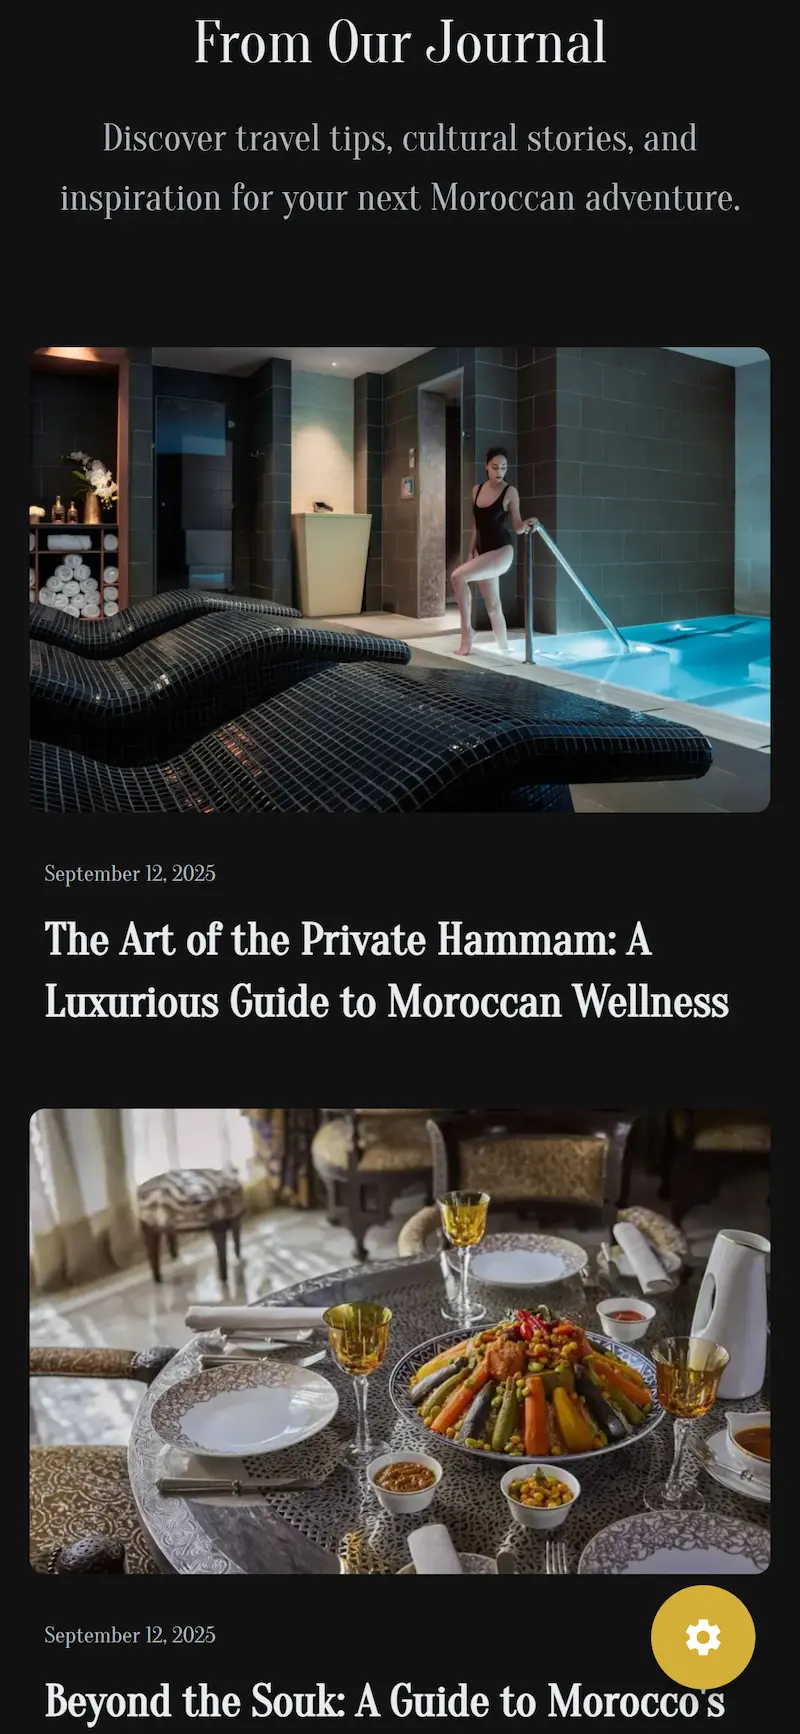 From Our Journal
Discover travel tips, cultural stories, and
inspiration for your next Moroccan adventure.
September 12, 2025
The Art of the Private Hammam: A
Luxurious Guide to Moroccan Wellness
September 12, 2025
Beyond the Souk: A Guide to Morocco's